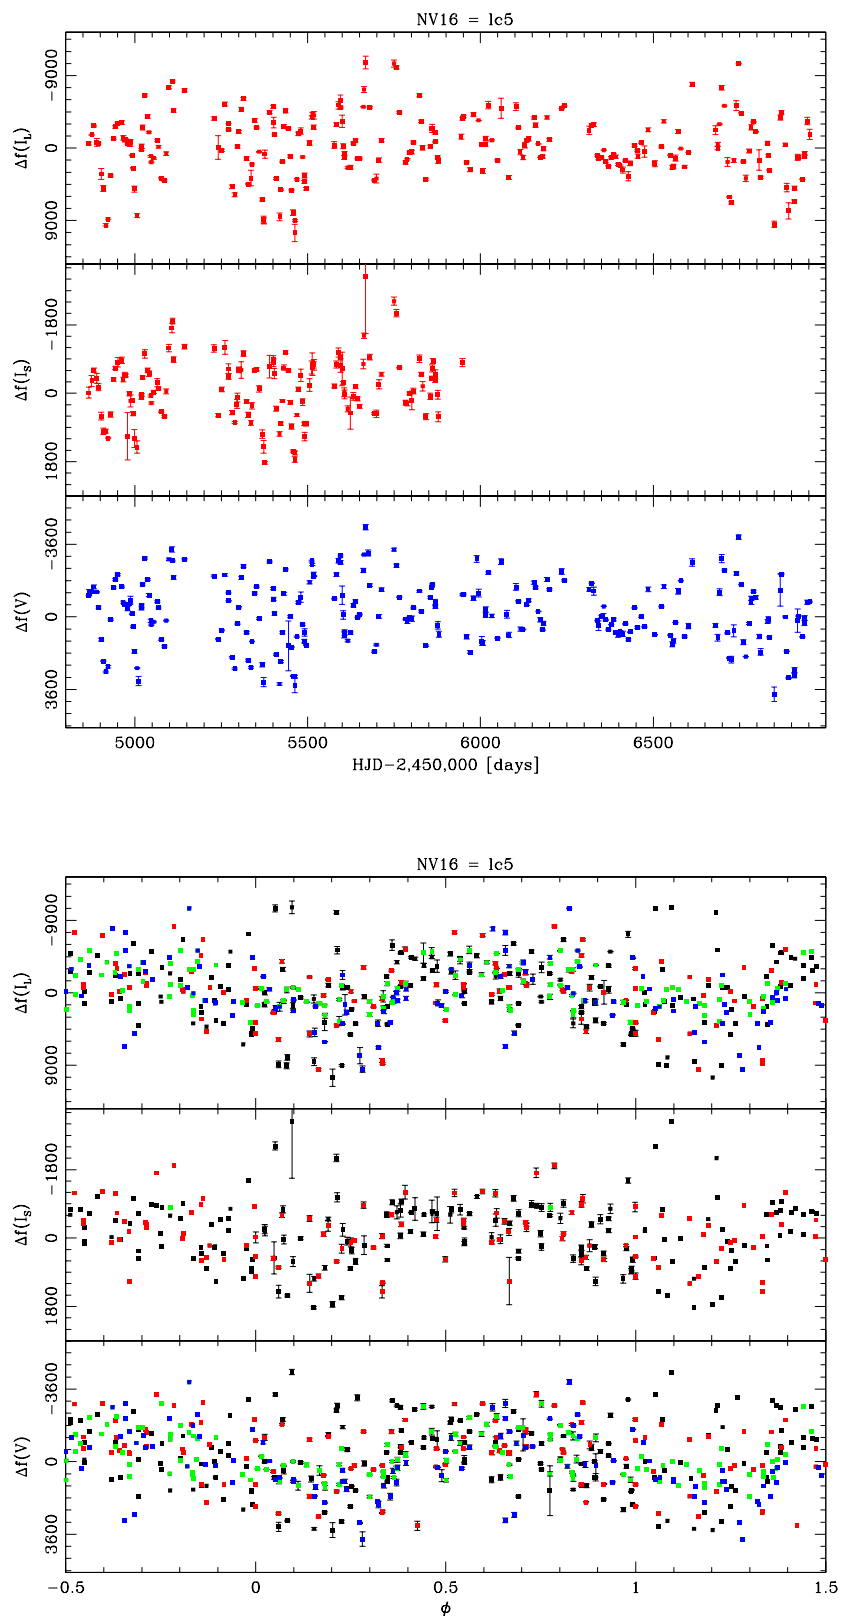 NV16 = lc5
−9000
0
9000
Δf(I_L)
−1800
0
1800
Δf(I_S)
−3600
0
3600
Δf(V)
5000 5500 6000 6500
HJD−2,450,000 [days]
NV16 = lc5
−9000
0
9000
Δf(I_L)
−1800
0
1800
Δf(I_S)
−3600
0
3600
Δf(V)
−0.5 0 0.5 1 1.5
ϕ